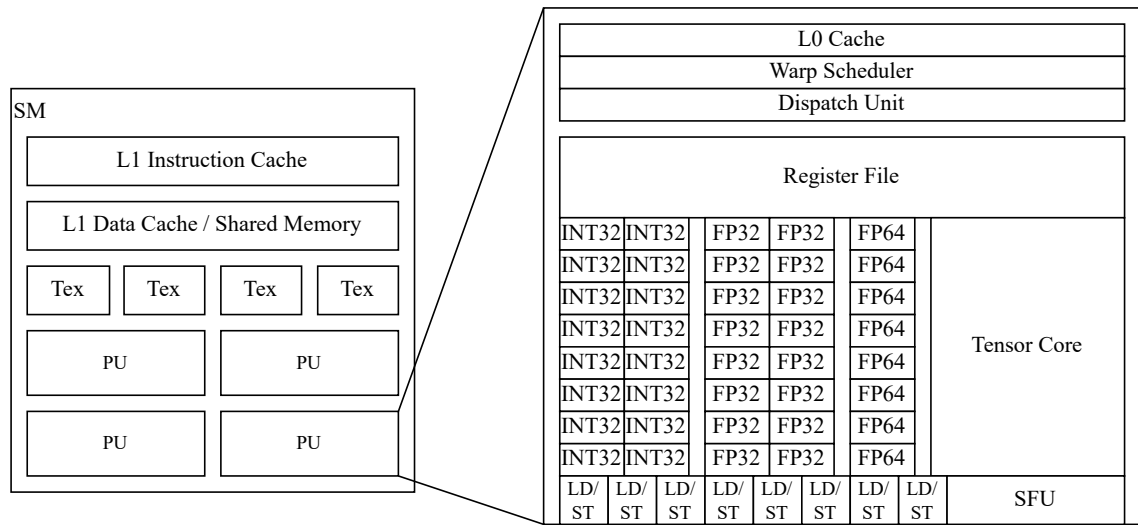 SM
L1 Instruction Cache
L1 Data Cache / Shared Memory
Tex Tex Tex Tex
PU PU
PU PU
L0 Cache
Warp Scheduler
Dispatch Unit
Register File
INT32 INT32 FP32 FP32 FP64
INT32 INT32 FP32 FP32 FP64
INT32 INT32 FP32 FP32 FP64
INT32 INT32 FP32 FP32 FP64
Tensor Core
INT32 INT32 FP32 FP32 FP64
INT32 INT32 FP32 FP32 FP64
INT32 INT32 FP32 FP32 FP64
INT32 INT32 FP32 FP32 FP64
LD/ LD/ LD/ LD/ LD/ LD/ LD/ LD/
ST ST ST ST ST ST ST ST
SFU